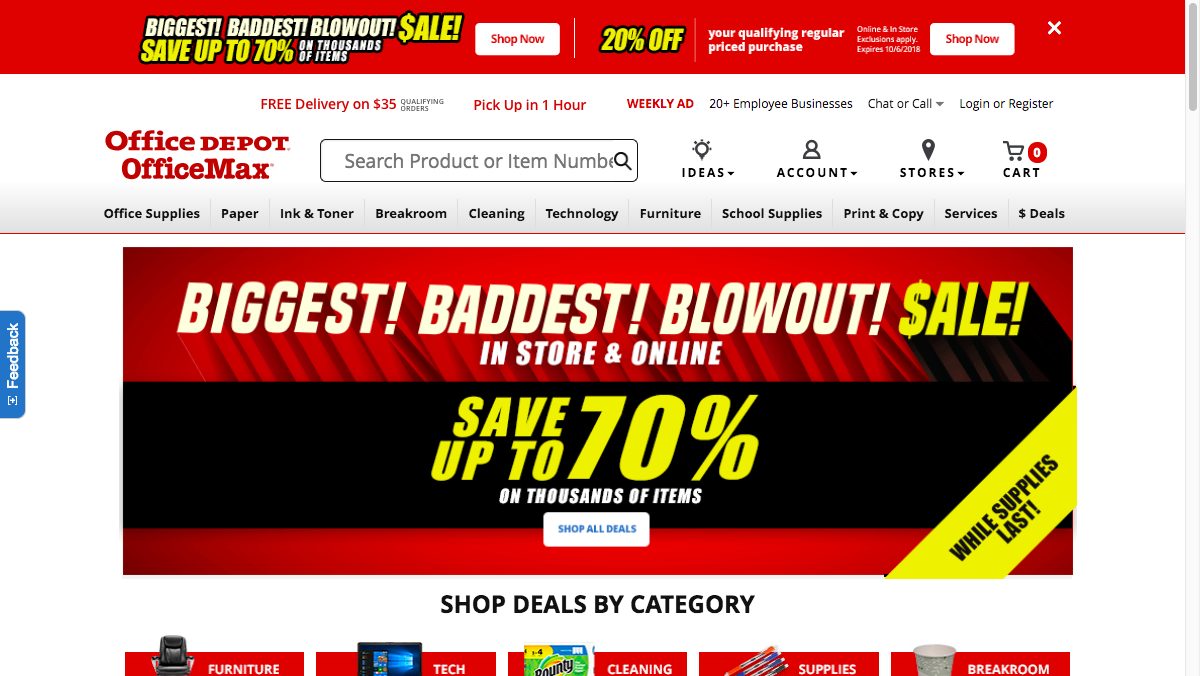 BIGGEST! BADDEST! BLOWOUT! $ALE!
SAVE UP TO 70% ON THOUSANDS OF ITEMS
Shop Now
20% OFF
your qualifying regular
priced purchase
Online & In Store
Exclusions apply.
Expires 10/6/2018
Shop Now
FREE Delivery on $35 QUALIFYING ORDERS
Pick Up in 1 Hour
WEEKLY AD
20+ Employee Businesses
Chat or Call
Login or Register
Office DEPOT
OfficeMax
Search Product or Item Numbe
IDEAS
ACCOUNT
STORES
0
CART
Office Supplies
Paper
Ink & Toner
Breakroom
Cleaning
Technology
Furniture
School Supplies
Print & Copy
Services
$ Deals
Feedback
BIGGEST! BADDEST! BLOWOUT! $ALE!
IN STORE & ONLINE
SAVE
UP TO 70%
ON THOUSANDS OF ITEMS
SHOP ALL DEALS
WHILE SUPPLIES
LAST!
SHOP DEALS BY CATEGORY
FURNITURE
TECH
4
Bounty
CLEANING
SUPPLIES
BREAKROOM